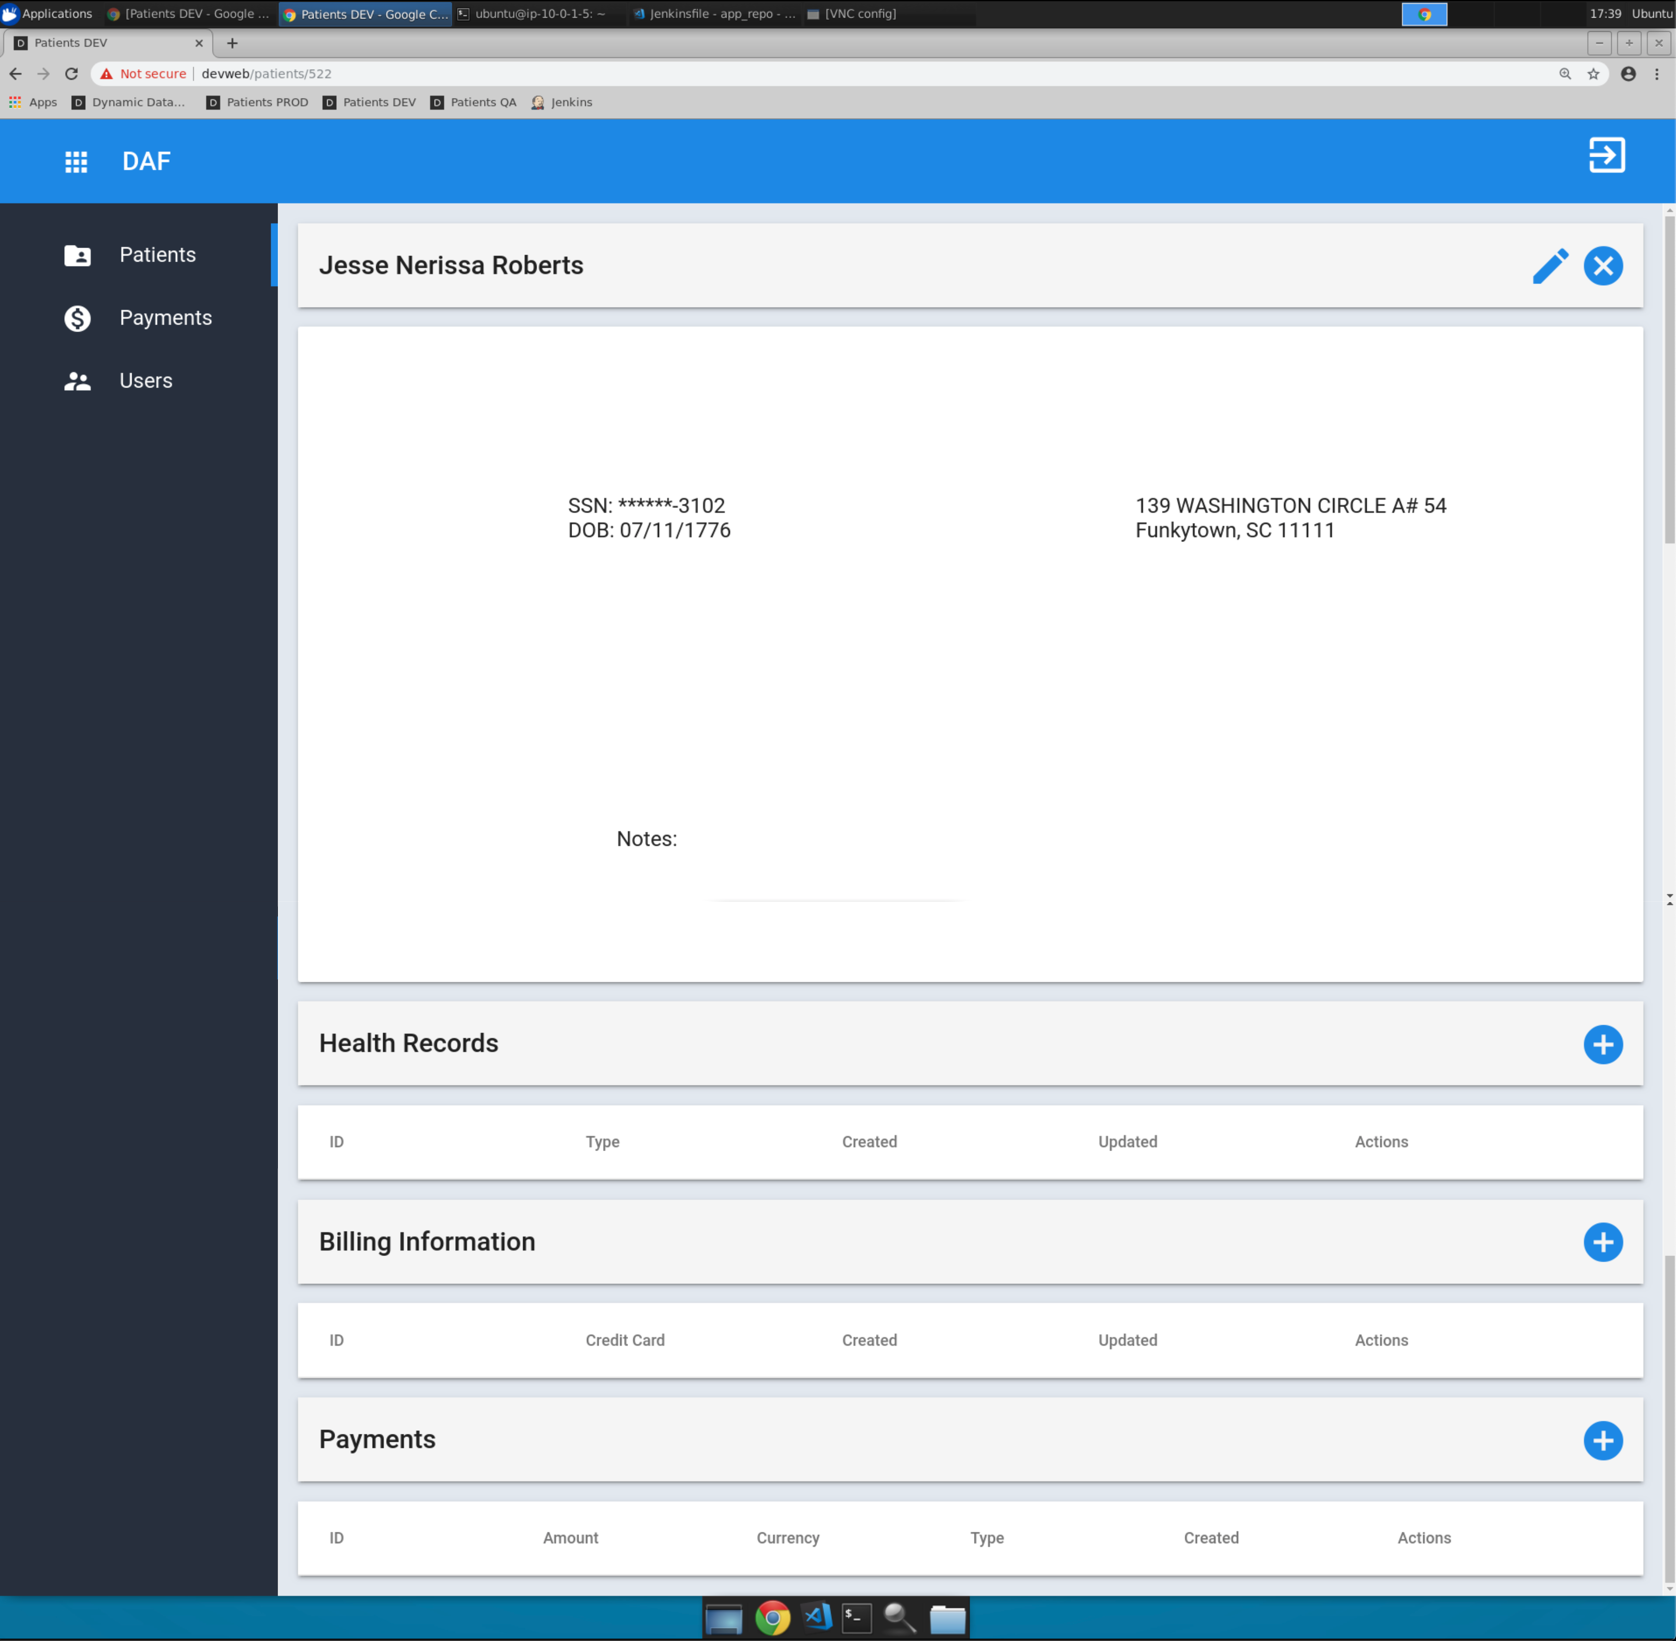 Applications [Patients DEV - Google ... Patients DEV - Google C... ubuntu@ip-10-0-1-5: ~ Jenkinsfile - app_repo - ... [VNC config] 17:39 Ubuntu
D Patients DEV
Not secure devweb/patients/522
Apps D Dynamic Data... D Patients PROD D Patients DEV D Patients QA Jenkins
DAF
Patients
Payments
Users
Jesse Nerissa Roberts
SSN: ******-3102
DOB: 07/11/1776
139 WASHINGTON CIRCLE A# 54
Funkytown, SC 11111
Notes:
Health Records
ID Type Created Updated Actions
Billing Information
ID Credit Card Created Updated Actions
Payments
ID Amount Currency Type Created Actions
$_